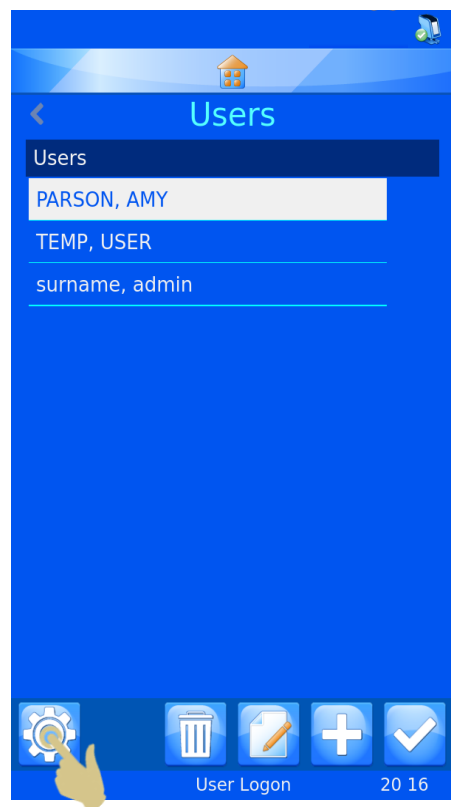 Users
Users
PARSON, AMY
TEMP, USER
surname, admin
User Logon
20 16